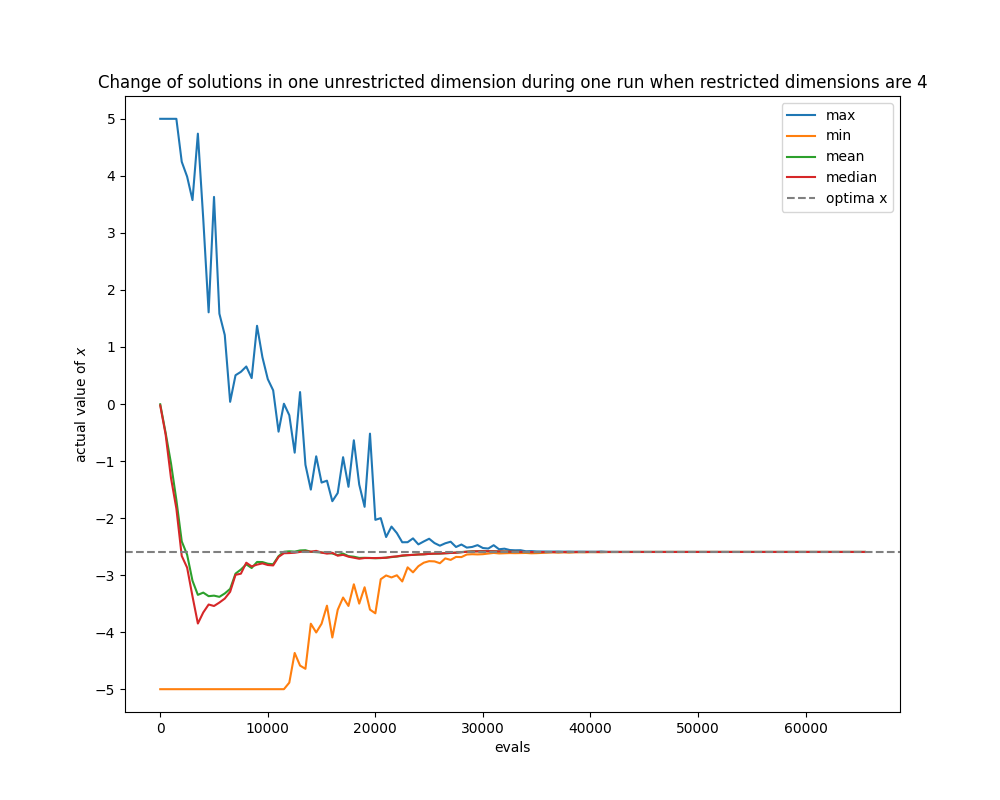 Change of solutions in one unrestricted dimension during one run when restricted dimensions are 4
max
min
mean
median
optima x
5
4
3
2
1
0
−1
−2
−3
−4
−5
actual value of x
0 10000 20000 30000 40000 50000 60000
evals